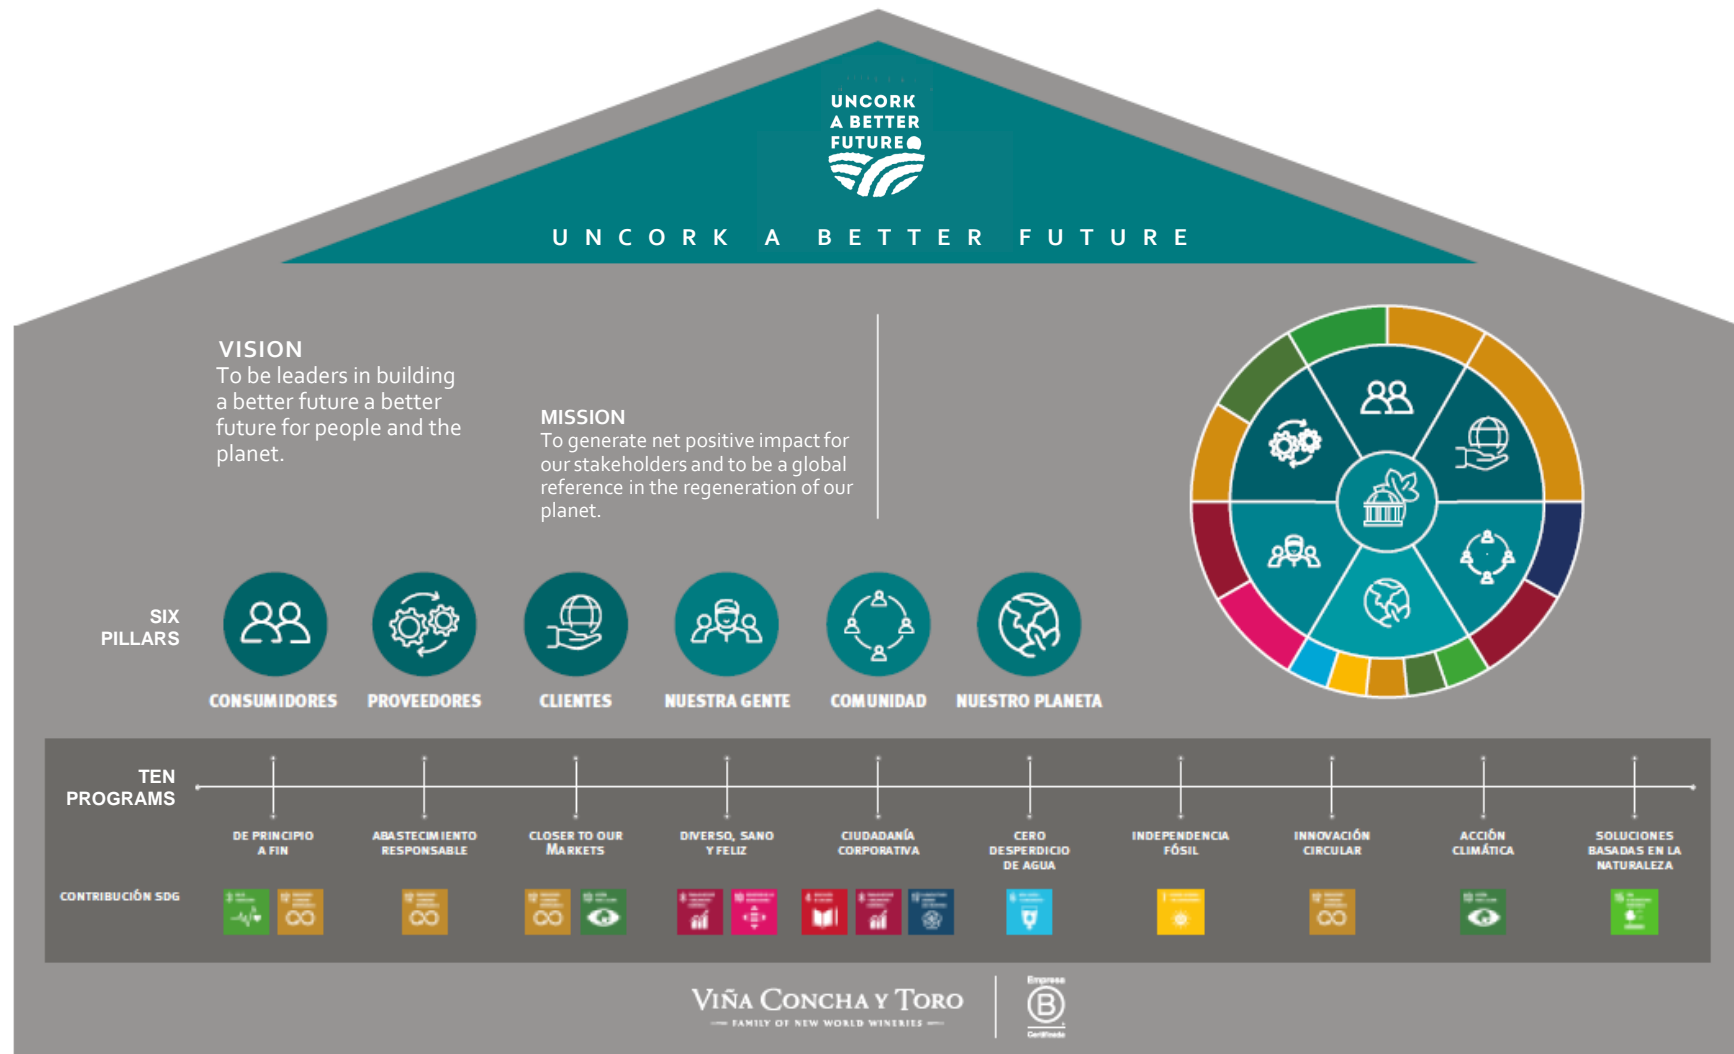 UNCORK
A BETTER
FUTURE
UNCORK A BETTER FUTURE
VISION
To be leaders in building
a better future a better
future for people and the
planet.
MISSION
To generate net positive impact for
our stakeholders and to be a global
reference in the regeneration of our
planet.
SIX
PILLARS
CONSUMIDORES
PROVEEDORES
CLIENTES
NUESTRA GENTE
COMUNIDAD
NUESTRO PLANETA
TEN
PROGRAMS
DE PRINCIPIO
A FIN
ABASTECIMIENTO
RESPONSABLE
CLOSER TO OUR
MARKETS
DIVERSO, SANO
Y FELIZ
CIUDADANÍA
CORPORATIVA
CERO
DESPERDICIO
DE AGUA
INDEPENDENCIA
FÓSIL
INNOVACIÓN
CIRCULAR
ACCIÓN
CLIMÁTICA
SOLUCIONES
BASADAS EN LA
NATURALEZA
CONTRIBUCIÓN SDG
VIÑA CONCHA Y TORO
FAMILY OF NEW WORLD WINERIES
Empresa
B
Certificada